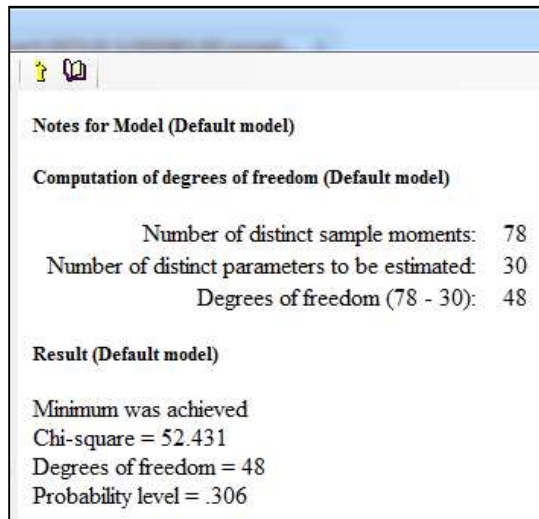 Notes for Model (Default model)
Computation of degrees of freedom (Default model)
Number of distinct sample moments: 78
Number of distinct parameters to be estimated: 30
Degrees of freedom (78 - 30): 48
Result (Default model)
Minimum was achieved
Chi-square = 52.431
Degrees of freedom = 48
Probability level = .306